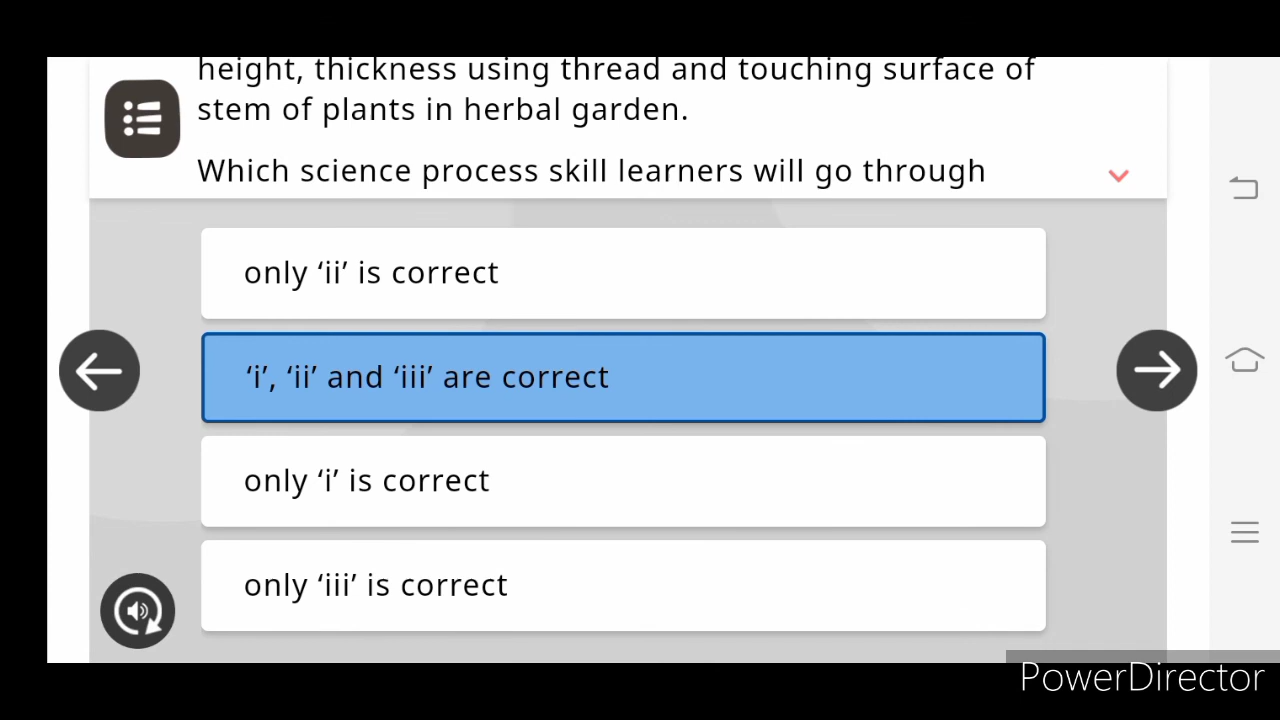 height, thickness using thread and touching surface of
stem of plants in herbal garden.
Which science process skill learners will go through
only ‘ii’ is correct
‘i’, ‘ii’ and ‘iii’ are correct
only ‘i’ is correct
only ‘iii’ is correct
PowerDirector